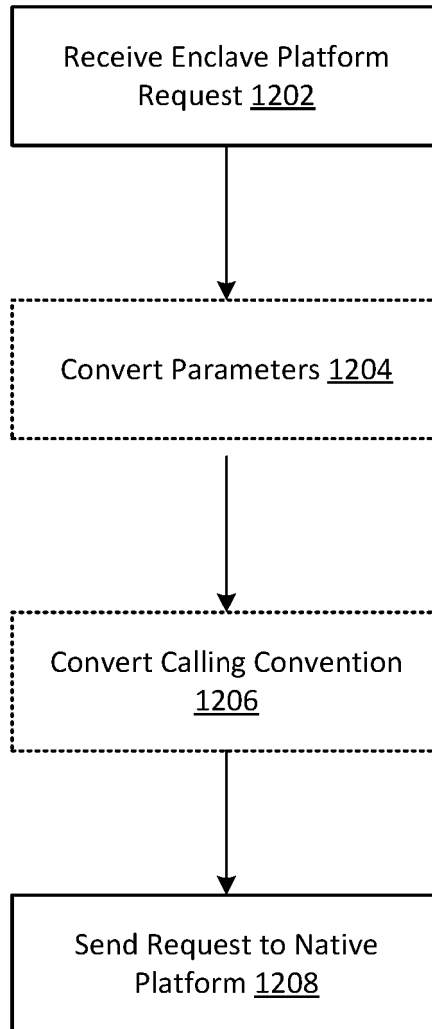 Receive Enclave Platform
Request 1202
Convert Parameters 1204
Convert Calling Convention
1206
Send Request to Native
Platform 1208